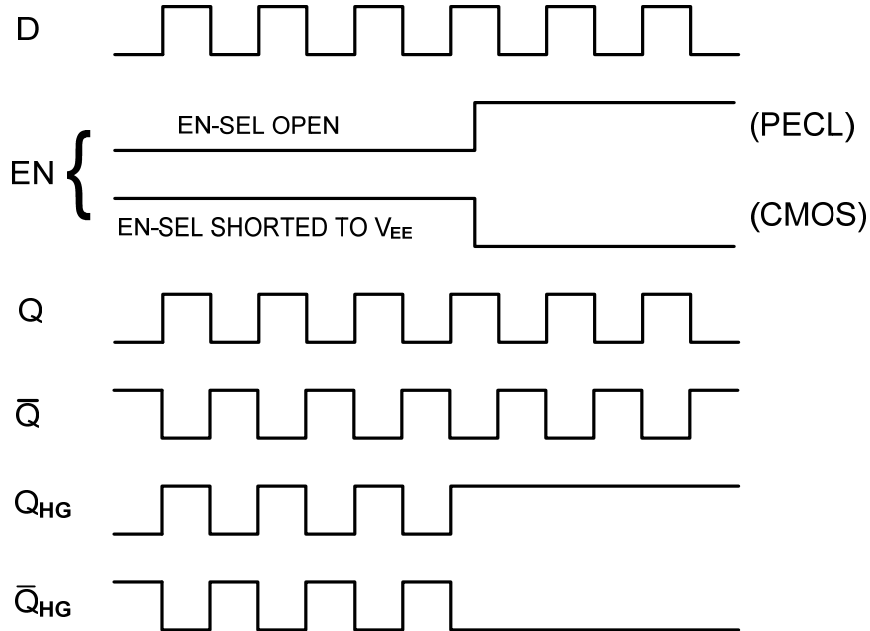 D
EN-SEL OPEN
(PECL)
EN {
EN-SEL SHORTED TO VEE
(CMOS)
Q
Q̅
QHG
Q̅HG